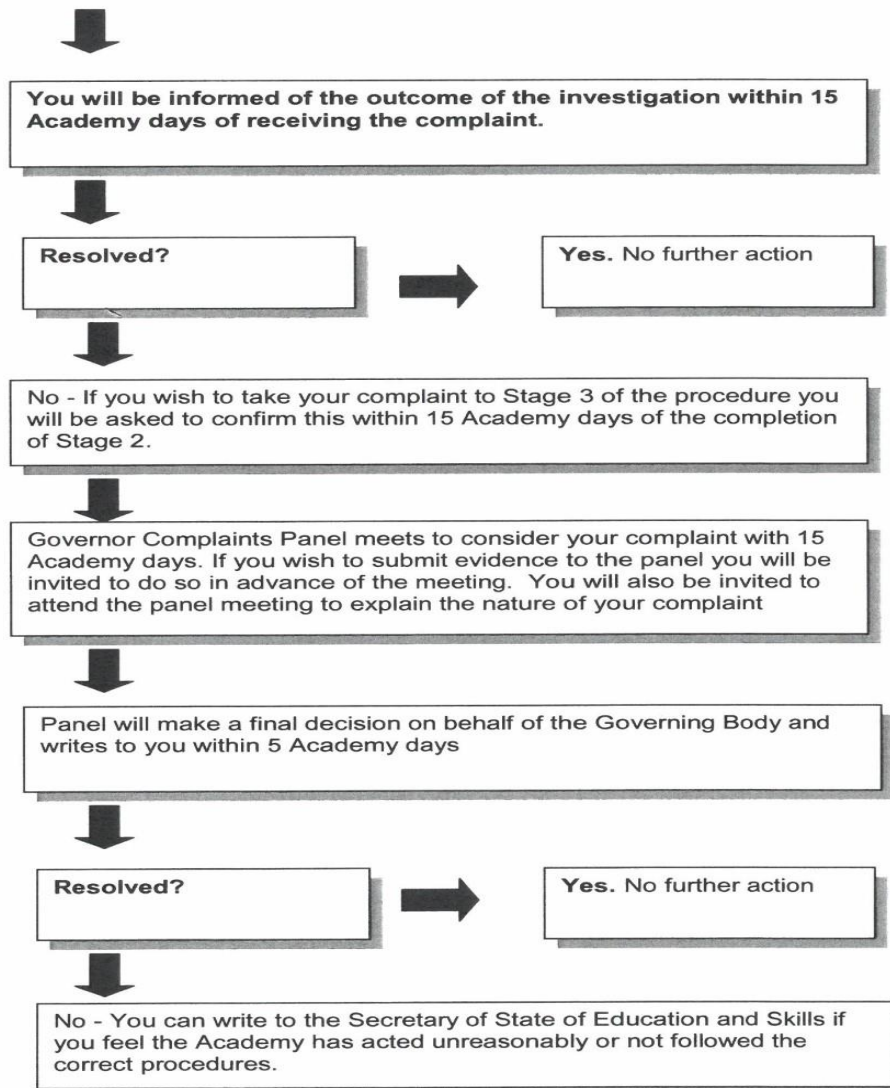 You will be informed of the outcome of the investigation within 15
Academy days of receiving the complaint.
Resolved?
Yes. No further action
No - If you wish to take your complaint to Stage 3 of the procedure you
will be asked to confirm this within 15 Academy days of the completion
of Stage 2.
Governor Complaints Panel meets to consider your complaint with 15
Academy days. If you wish to submit evidence to the panel you will be
invited to do so in advance of the meeting.  You will also be invited to
attend the panel meeting to explain the nature of your complaint
Panel will make a final decision on behalf of the Governing Body and
writes to you within 5 Academy days
Resolved?
Yes. No further action
No - You can write to the Secretary of State of Education and Skills if
you feel the Academy has acted unreasonably or not followed the
correct procedures.